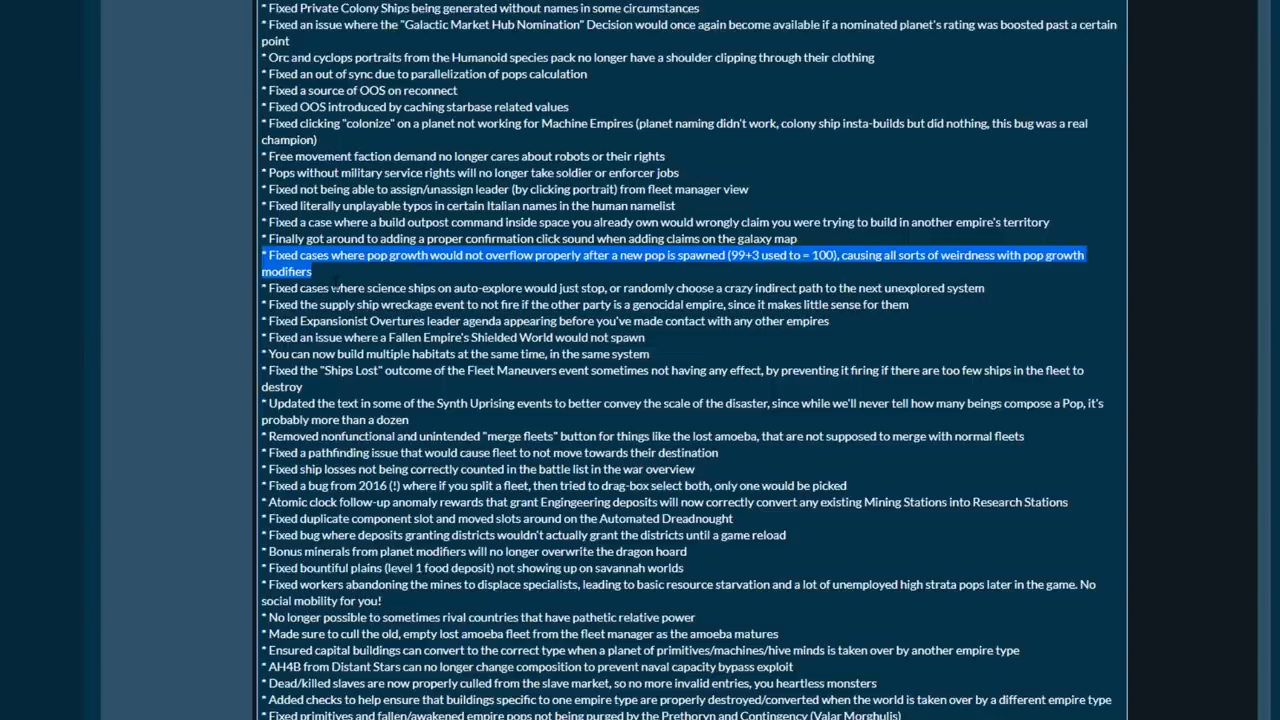 * Fixed Private Colony Ships being generated without names in some circumstances
* Fixed an issue where the "Galactic Market Hub Nomination" Decision would once again become available if a nominated planet's rating was boosted past a certain
point
* Orc and cyclops portraits from the Humanoid species pack no longer have a shoulder clipping through their clothing
* Fixed an out of sync due to parallelization of pops calculation
* Fixed a source of OOS on reconnect
* Fixed OOS introduced by caching starbase related values
* Fixed clicking "colonize" on a planet not working for Machine Empires (planet naming didn't work, colony ship insta-builds but did nothing, this bug was a real
champion)
* Free movement faction demand no longer cares about robots or their rights
* Pops without military service rights will no longer take soldier or enforcer jobs
* Fixed not being able to assign/unassign leader (by clicking portrait) from fleet manager view
* Fixed literally unplayable typos in certain Italian names in the human namelist
* Fixed a case where a build outpost command inside space you already own would wrongly claim you were trying to build in another empire's territory
* Finally got around to adding a proper confirmation click sound when adding claims on the galaxy map
* Fixed cases where pop growth would not overflow properly after a new pop is spawned (99+3 used to = 100), causing all sorts of weirdness with pop growth
modifiers
* Fixed cases where science ships on auto-explore would just stop, or randomly choose a crazy indirect path to the next unexplored system
* Fixed the supply ship wreckage event to not fire if the other party is a genocidal empire, since it makes little sense for them
* Fixed Expansionist Overtures leader agenda appearing before you've made contact with any other empires
* Fixed an issue where a Fallen Empire's Shielded World would not spawn
* You can now build multiple habitats at the same time, in the same system
* Fixed the "Ships Lost" outcome of the Fleet Maneuvers event sometimes not having any effect, by preventing it firing if there are too few ships in the fleet to
destroy
* Updated the text in some of the Synth Uprising events to better convey the scale of the disaster, since while we'll never tell how many beings compose a Pop, it's
probably more than a dozen
* Removed nonfunctional and unintended "merge fleets" button for things like the lost amoeba, that are not supposed to merge with normal fleets
* Fixed a pathfinding issue that would cause fleet to not move towards their destination
* Fixed ship losses not being correctly counted in the battle list in the war overview
* Fixed a bug from 2016 (!) where if you split a fleet, then tried to drag-box select both, only one would be picked
* Atomic clock follow-up anomaly rewards that grant Engingeering deposits will now correctly convert any existing Mining Stations into Research Stations
* Fixed duplicate component slot and moved slots around on the Automated Dreadnought
* Fixed bug where deposits granting districts wouldn't actually grant the districts until a game reload
* Bonus minerals from planet modifiers will no longer overwrite the dragon hoard
* Fixed bountiful plains (level 1 food deposit) not showing up on savannah worlds
* Fixed workers abandoning the mines to displace specialists, leading to basic resource starvation and a lot of unemployed high strata pops later in the game. No
social mobility for you!
* No longer possible to sometimes rival countries that have pathetic relative power
* Made sure to cull the old, empty lost amoeba fleet from the fleet manager as the amoeba matures
* Ensured capital buildings can convert to the correct type when a planet of primitives/machines/hive minds is taken over by another empire type
* AH4B from Distant Stars can no longer change composition to prevent naval capacity bypass exploit
* Dead/killed slaves are now properly culled from the slave market, so no more invalid entries, you heartless monsters
* Added checks to help ensure that buildings specific to one empire type are properly destroyed/converted when the world is taken over by a different empire type
* Fixed primitives and fallen/awakened empire pops not being purged by the Prethoryn and Contingency (Valar Morghulis)